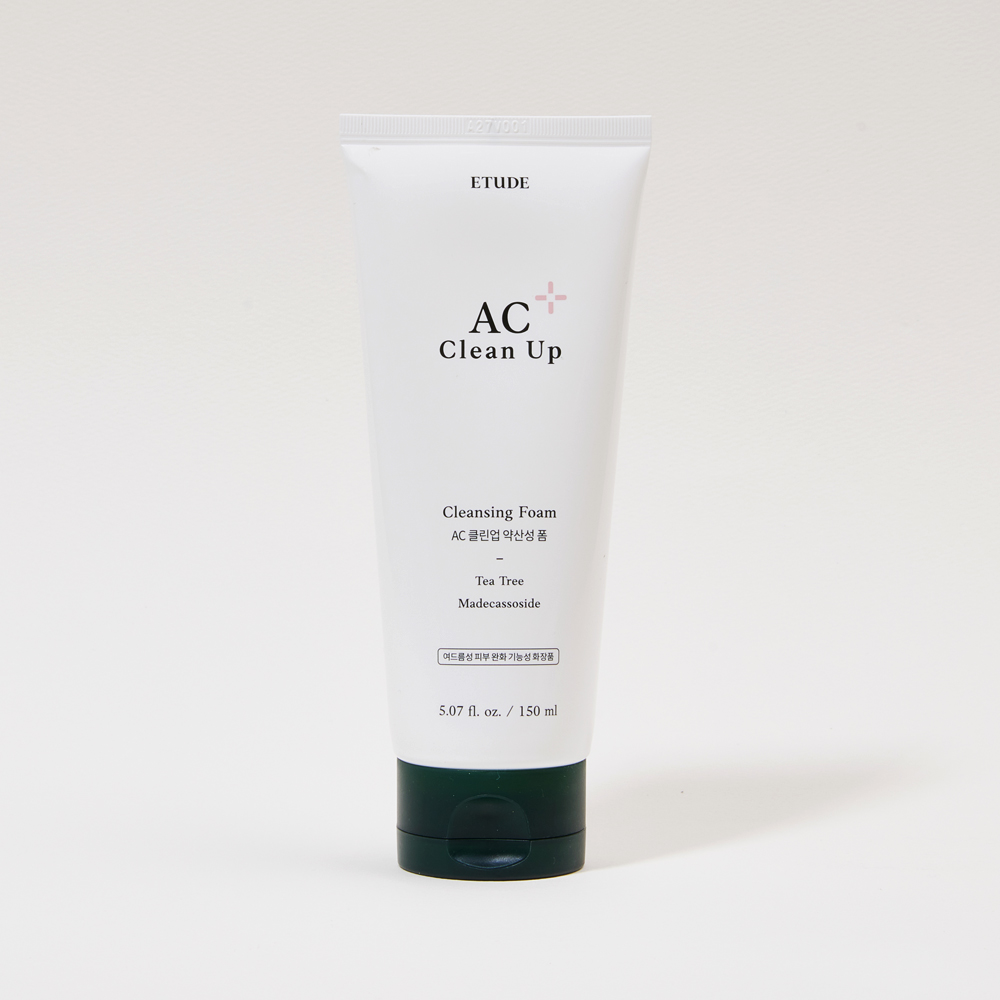 ETUDE
AC
Clean Up
Cleansing Foam
AC 클린업 약산성 폼
–
Tea Tree
Madecassoside
여드름성 피부 완화 기능성 화장품
5.07 fl. oz. / 150 ml